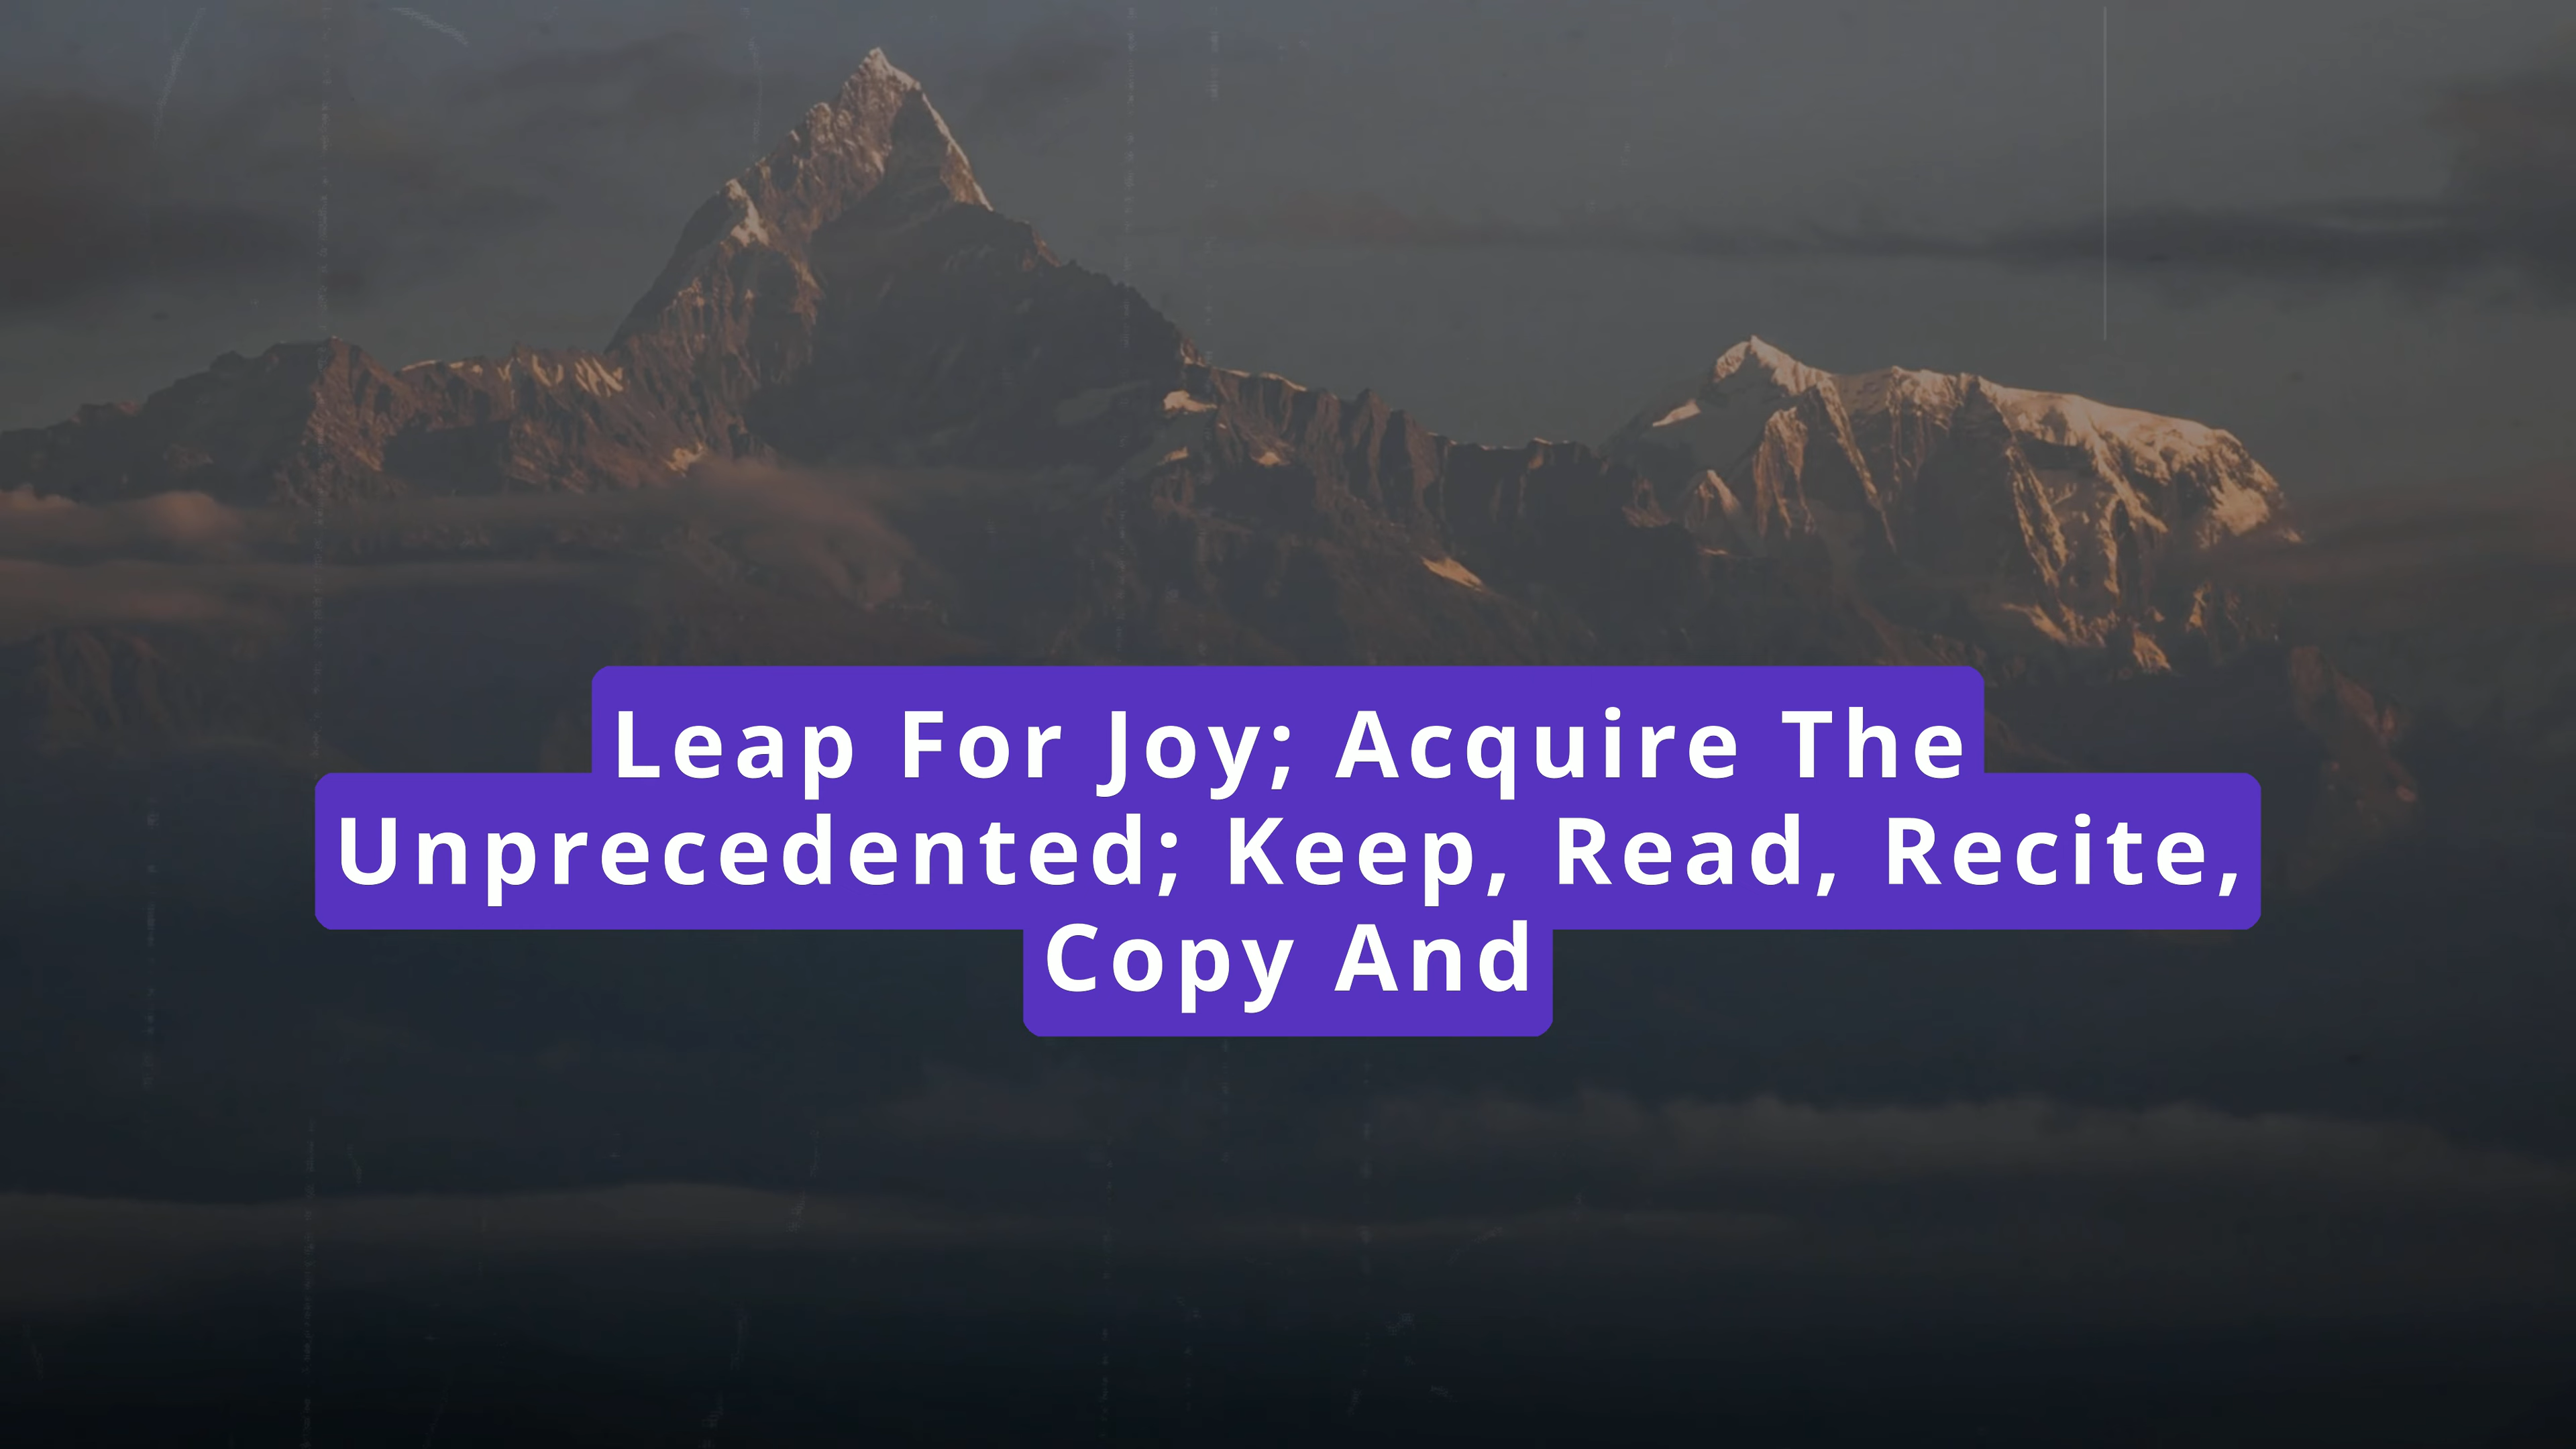 Leap For Joy; Acquire The
Unprecedented; Keep, Read, Recite,
Copy And